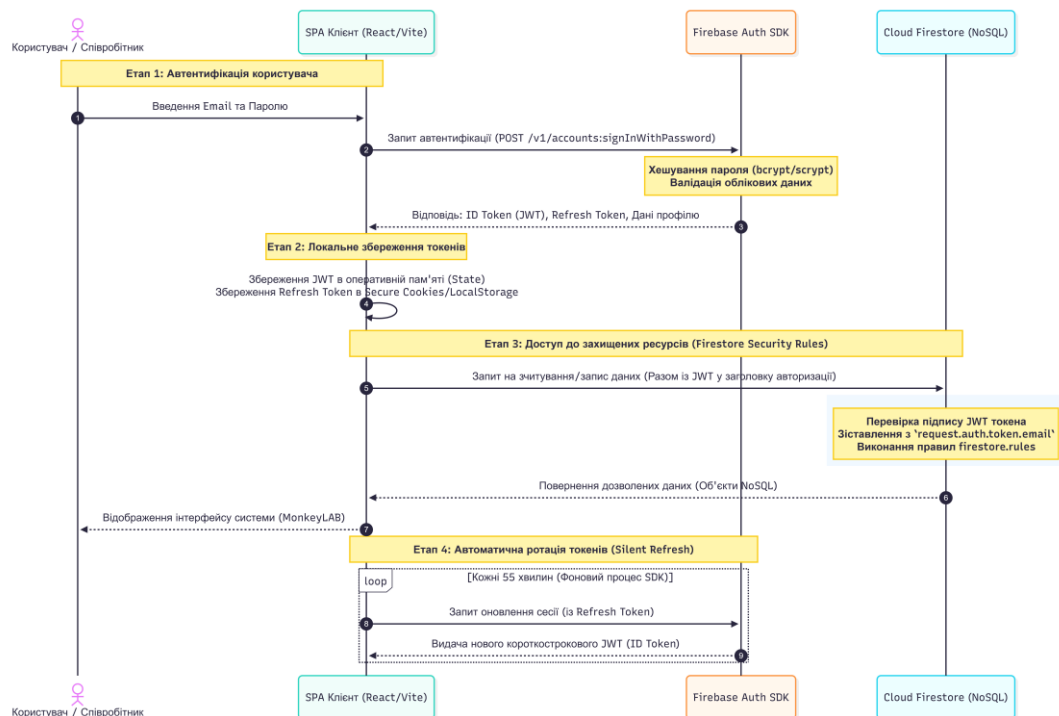 Користувач / Співробітник
SPA Клієнт (React/Vite)
Firebase Auth SDK
Cloud Firestore (NoSQL)
Етап 1: Автентифікація користувача
1
Введення Email та Паролю
2
Запит автентифікації (POST /v1/accounts:signInWithPassword)
Хешування пароля (bcrypt/scrypt)
Валідація облікових даних
Відповідь: ID Token (JWT), Refresh Token, Дані профілю
3
Етап 2: Локальне збереження токенів
Збереження JWT в оперативній пам'яті (State)
Збереження Refresh Token в Secure Cookies/LocalStorage
4
Етап 3: Доступ до захищених ресурсів (Firestore Security Rules)
5
Запит на зчитування/запис даних (Разом із JWT у заголовку авторизації)
Перевірка підпису JWT токена
Зіставлення з `request.auth.token.email`
Виконання правил firestore.rules
Повернення дозволених даних (Об'єкти NoSQL)
6
Відображення інтерфейсу системи (MonkeyLAB)
7
Етап 4: Автоматична ротація токенів (Silent Refresh)
loop
[Кожні 55 хвилин (Фоновий процес SDK)]
8
Запит оновлення сесії (із Refresh Token)
Видача нового короткострокового JWT (ID Token)
9
Користувач / Співробітник
SPA Клієнт (React/Vite)
Firebase Auth SDK
Cloud Firestore (NoSQL)